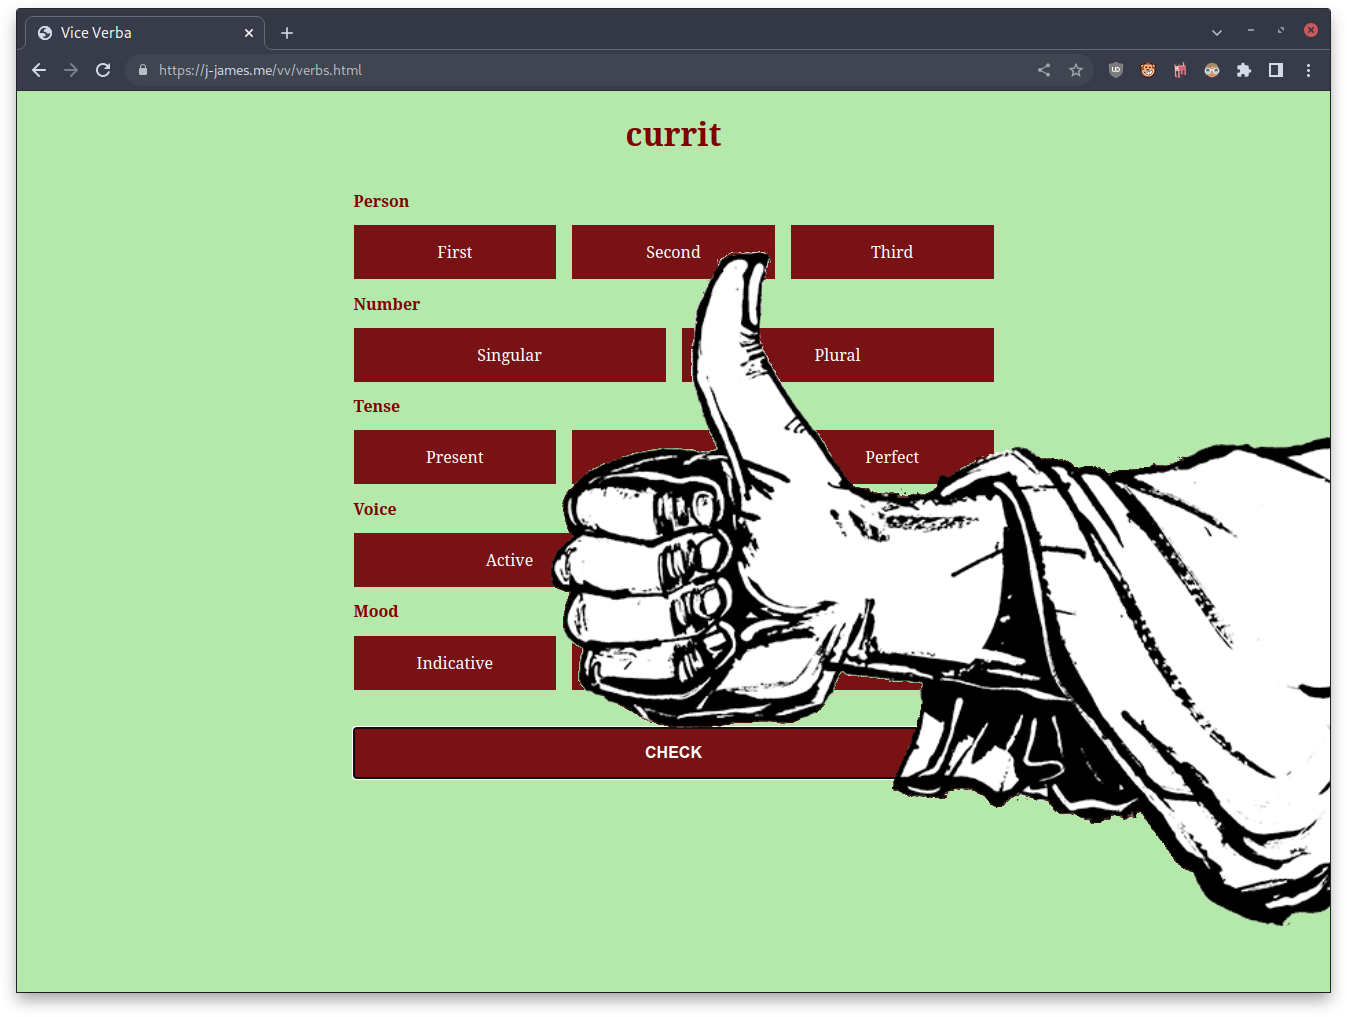 Vice Verba
https://j-james.me/vv/verbs.html
currit
Person
First Second Third
Number
Singular Plural
Tense
Present Perfect
Voice
Active
Mood
Indicative
CHECK